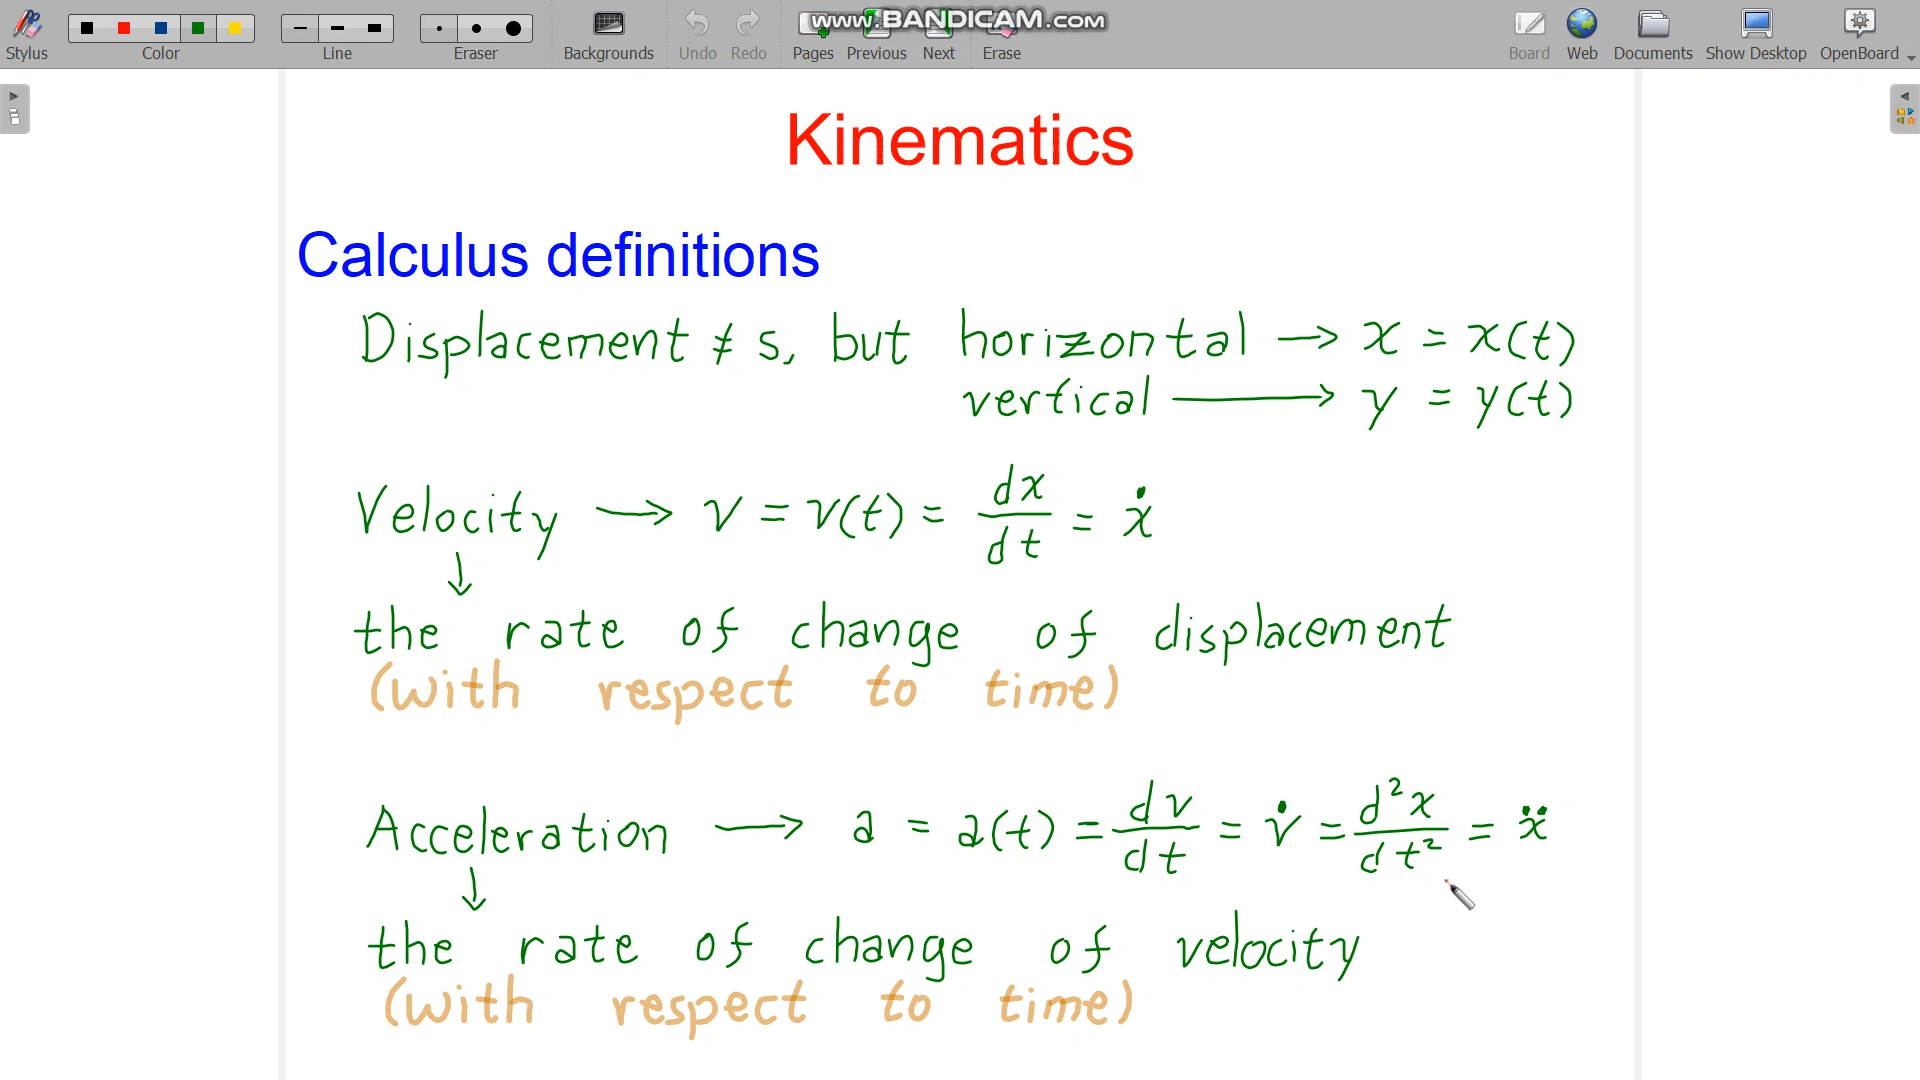 www.BANDICAM.com
Stylus Color Line Eraser Backgrounds Undo Redo Pages Previous Next Erase Board Web Documents Show Desktop OpenBoard
Kinematics
Calculus definitions
Displacement ≠ s, but horizontal → x = x(t)
vertical → y = y(t)
Velocity → v = v(t) = dx/dt = ẋ
↓
the rate of change of displacement
(with respect to time)
Acceleration → a = a(t) = dv/dt = v̇ = d²x/dt² = ẍ
↓
the rate of change of velocity
(with respect to time)